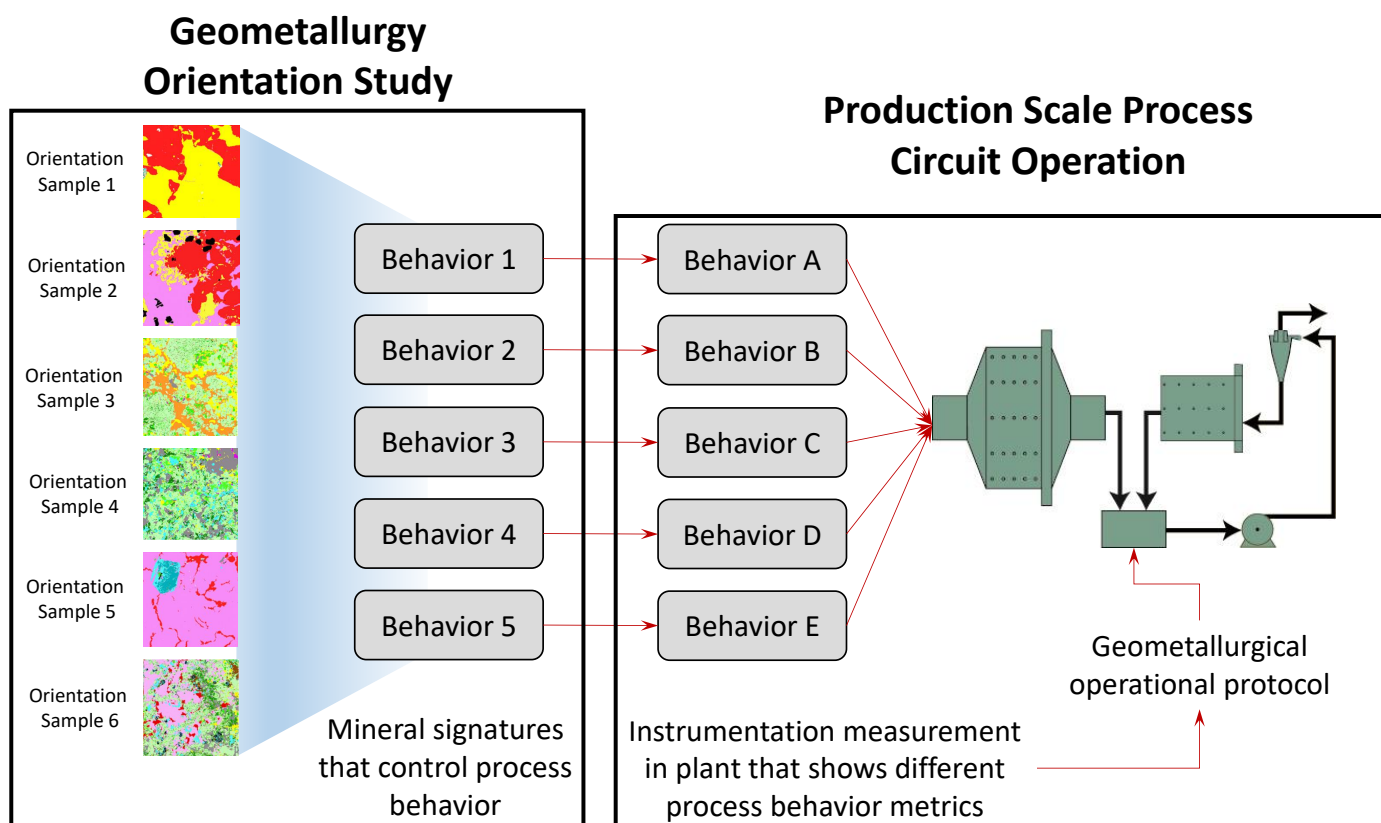 Geometallurgy
Orientation Study
Production Scale Process
Circuit Operation
Orientation
Sample 1
Orientation
Sample 2
Orientation
Sample 3
Orientation
Sample 4
Orientation
Sample 5
Orientation
Sample 6
Behavior 1
Behavior 2
Behavior 3
Behavior 4
Behavior 5
Mineral signatures
that control process
behavior
Behavior A
Behavior B
Behavior C
Behavior D
Behavior E
Instrumentation measurement
in plant that shows different
process behavior metrics
Geometallurgical
operational protocol